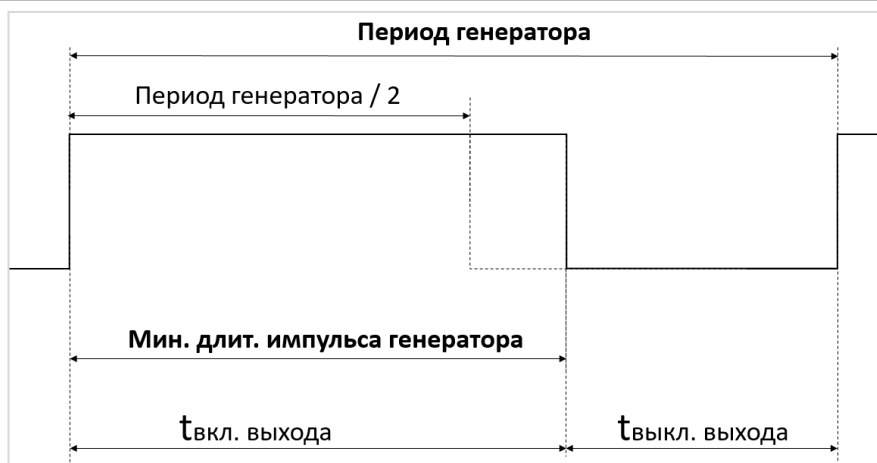 Период генератора
Период генератора / 2
Мин. длит. импульса генератора
tвкл. выхода
tвыкл. выхода